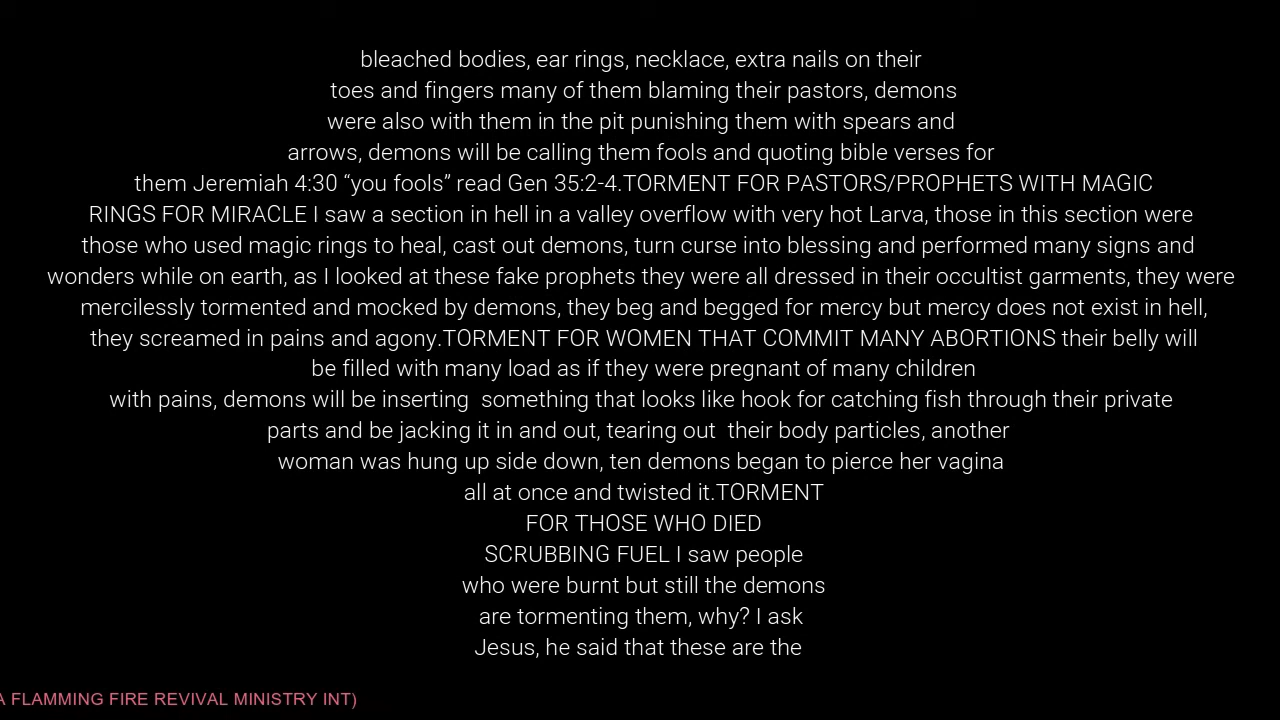 bleached bodies, ear rings, necklace, extra nails on their
toes and fingers many of them blaming their pastors, demons
were also with them in the pit punishing them with spears and
arrows, demons will be calling them fools and quoting bible verses for
them Jeremiah 4:30 “you fools” read Gen 35:2-4.TORMENT FOR PASTORS/PROPHETS WITH MAGIC
RINGS FOR MIRACLE I saw a section in hell in a valley overflow with very hot Larva, those in this section were
those who used magic rings to heal, cast out demons, turn curse into blessing and performed many signs and
wonders while on earth, as I looked at these fake prophets they were all dressed in their occultist garments, they were
mercilessly tormented and mocked by demons, they beg and begged for mercy but mercy does not exist in hell,
they screamed in pains and agony.TORMENT FOR WOMEN THAT COMMIT MANY ABORTIONS their belly will
be filled with many load as if they were pregnant of many children
with pains, demons will be inserting  something that looks like hook for catching fish through their private
parts and be jacking it in and out, tearing out  their body particles, another
woman was hung up side down, ten demons began to pierce her vagina
all at once and twisted it.TORMENT
FOR THOSE WHO DIED
SCRUBBING FUEL I saw people
who were burnt but still the demons
are tormenting them, why? I ask
Jesus, he said that these are the
A FLAMMING FIRE REVIVAL MINISTRY INT)